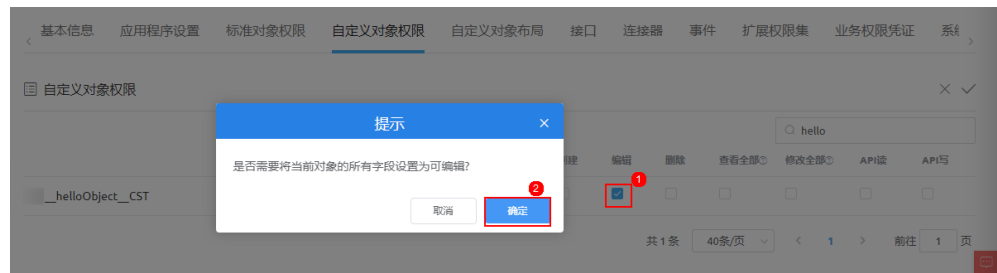 基本信息 应用程序设置 标准对象权限 自定义对象权限 自定义对象布局 接口 连接器 事件 扩展权限集 业务权限凭证
自定义对象权限
提示
hello
是否需要将当前对象的所有字段设置为可编辑?
编辑 删除 查看全部 修改全部 API读 API写
2
1
__helloObject__CST
取消 确定
共 1 条 40条/页 1 前往 1 页